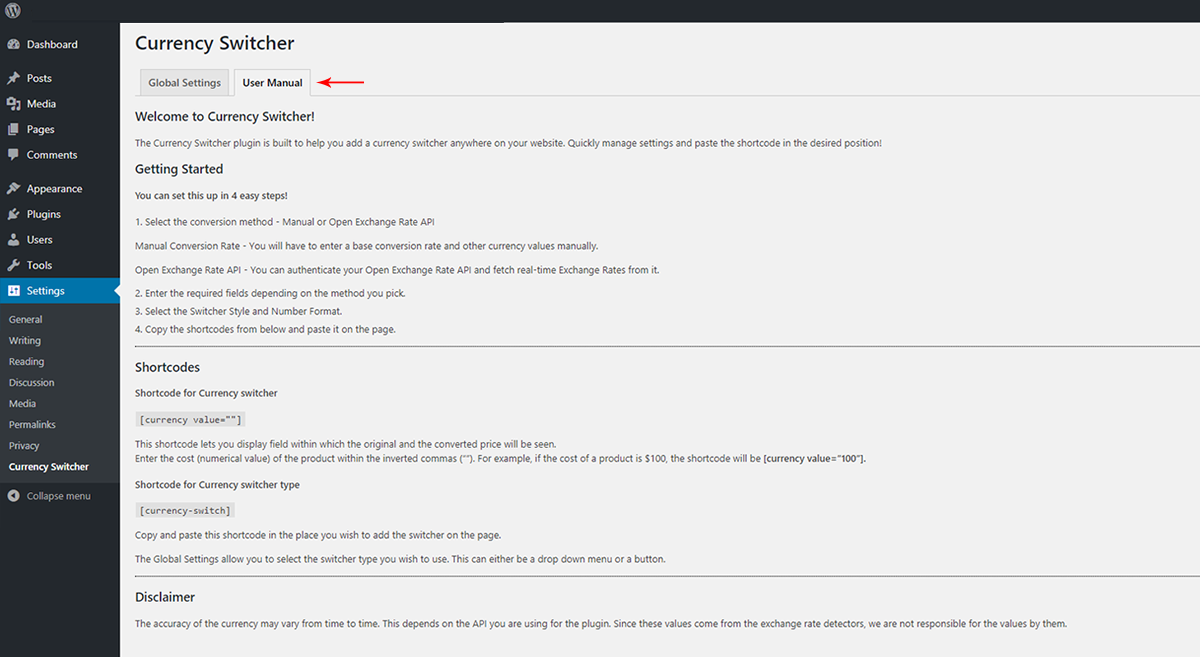 Dashboard
Posts
Media
Pages
Comments
Appearance
Plugins
Users
Tools
Settings
General
Writing
Reading
Discussion
Media
Permalinks
Privacy
Currency Switcher
Collapse menu
Currency Switcher
Global Settings
User Manual
Welcome to Currency Switcher!
The Currency Switcher plugin is built to help you add a currency switcher anywhere on your website. Quickly manage settings and paste the shortcode in the desired position!
Getting Started
You can set this up in 4 easy steps!
1. Select the conversion method - Manual or Open Exchange Rate API
Manual Conversion Rate - You will have to enter a base conversion rate and other currency values manually.
Open Exchange Rate API - You can authenticate your Open Exchange Rate API and fetch real-time Exchange Rates from it.
2. Enter the required fields depending on the method you pick.
3. Select the Switcher Style and Number Format.
4. Copy the shortcodes from below and paste it on the page.
Shortcodes
Shortcode for Currency switcher
[currency value=""]
This shortcode lets you display field within which the original and the converted price will be seen.
Enter the cost (numerical value) of the product within the inverted commas (""). For example, if the cost of a product is $100, the shortcode will be [currency value="100"].
Shortcode for Currency switcher type
[currency-switch]
Copy and paste this shortcode in the place you wish to add the switcher on the page.
The Global Settings allow you to select the switcher type you wish to use. This can either be a drop down menu or a button.
Disclaimer
The accuracy of the currency may vary from time to time. This depends on the API you are using for the plugin. Since these values come from the exchange rate detectors, we are not responsible for the values by them.